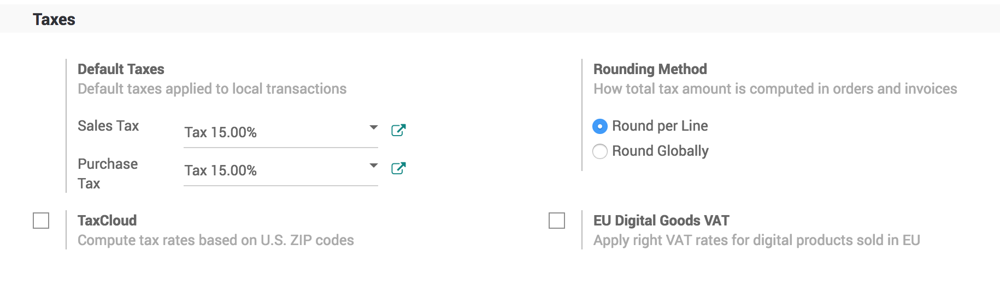 Taxes
Default Taxes
Default taxes applied to local transactions
Sales Tax
Tax 15.00%
Purchase
Tax
Tax 15.00%
Rounding Method
How total tax amount is computed in orders and invoices
Round per Line
Round Globally
TaxCloud
Compute tax rates based on U.S. ZIP codes
EU Digital Goods VAT
Apply right VAT rates for digital products sold in EU